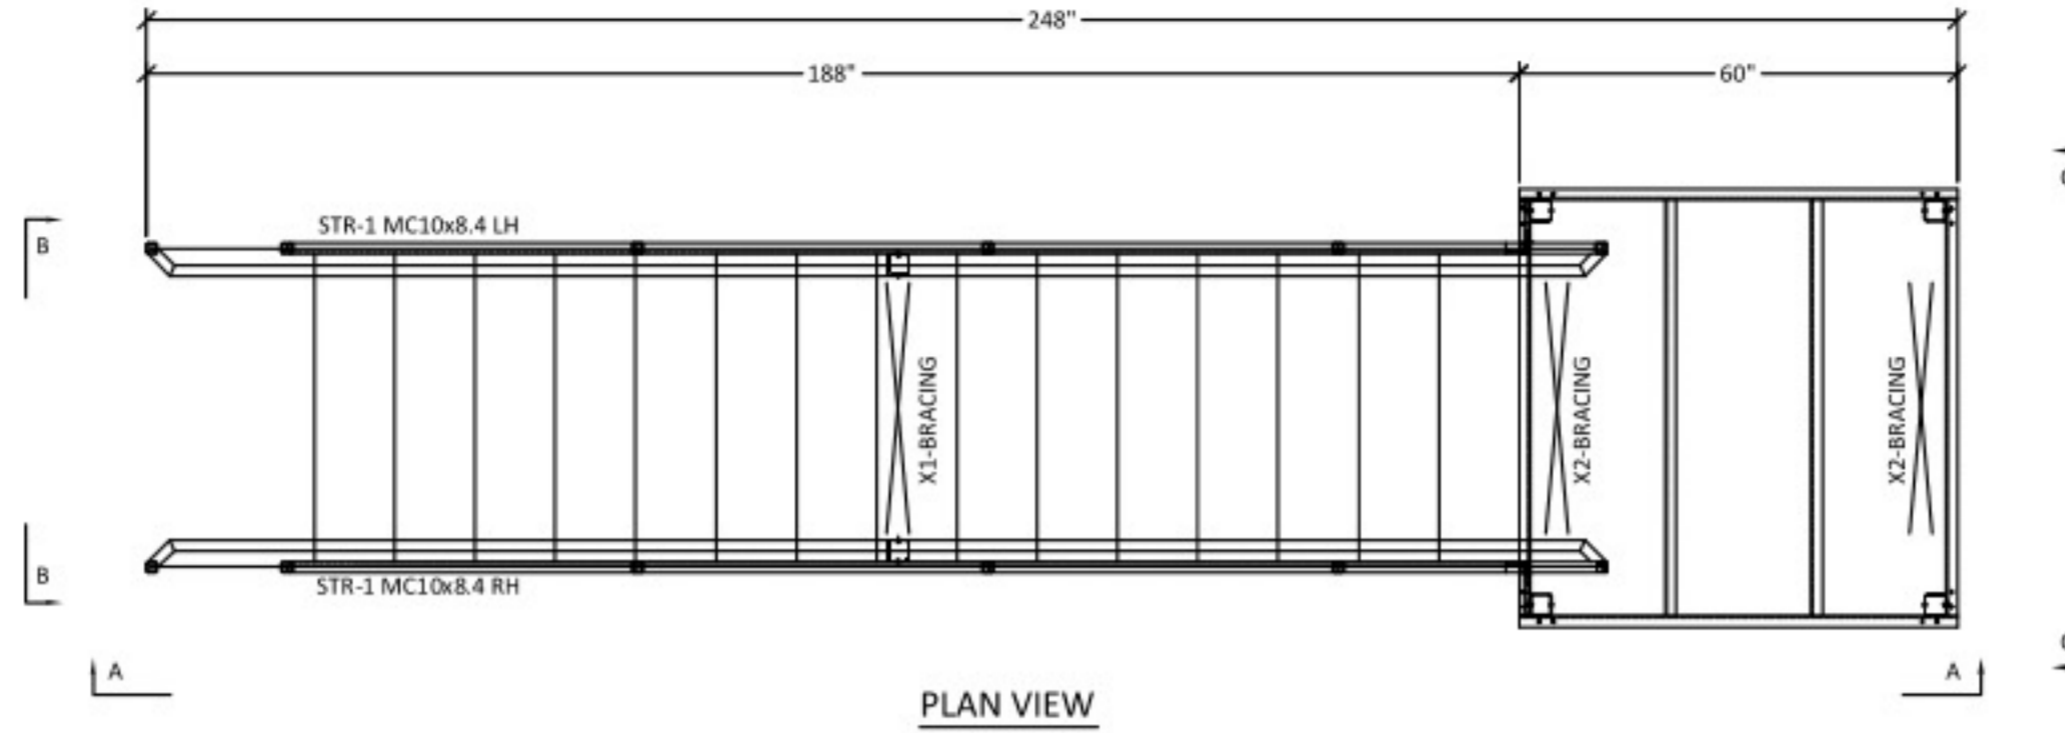 248"
188"
60"
STR-1 MC10x8.4 LH
B
X1-BRACING
X2-BRACING
X2-BRACING
B
STR-1 MC10x8.4 RH
A
A
PLAN VIEW